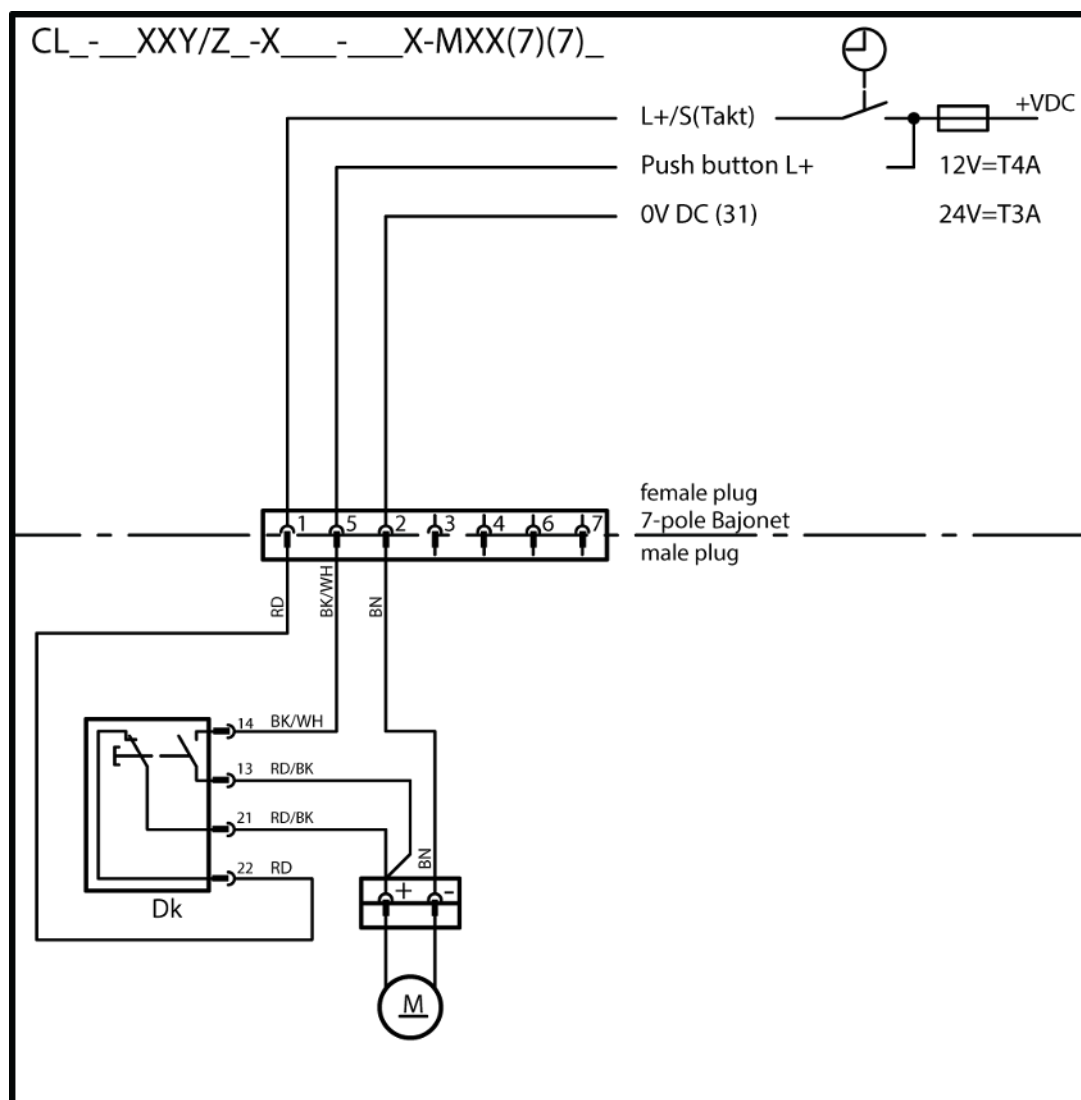 CL_-__XXY/Z_-X___-___X-MXX(7)(7)_
L+/S(Takt)
+VDC
Push button L+
12V=T4A
0V DC (31)
24V=T3A
female plug
1 5 2 3 4 6 7
7-pole Bajonet
male plug
RD
BK/WH
BN
14 BK/WH
13 RD/BK
21 RD/BK
BN
22 RD
+ -
Dk
M